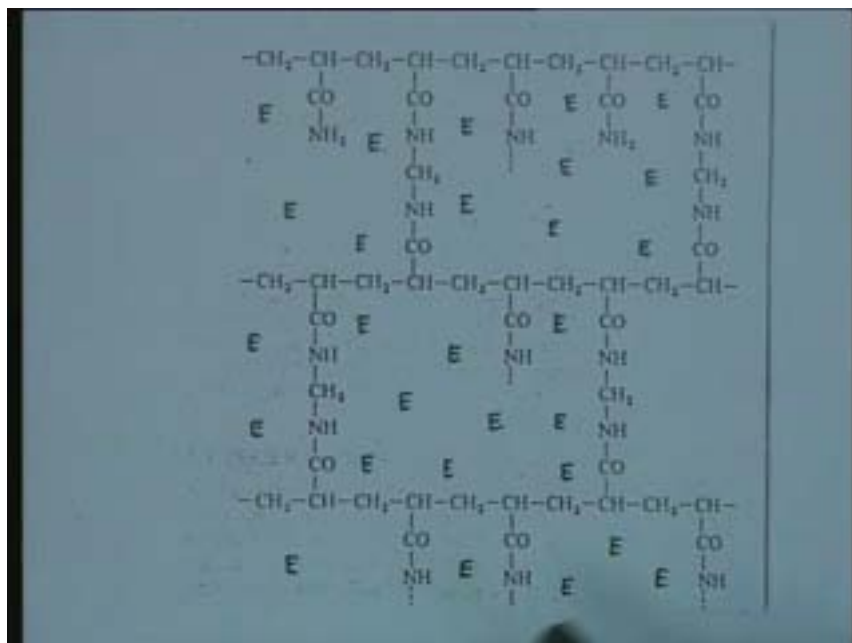 -CH₂-CH-CH₂-CH-CH₂-CH-CH₂-CH-CH₂-CH-
CO CO CO E CO E CO
E NH₂ E NH E NH NH₂ NH
CH₂ E E CH₂
E NH E NH
E CO E E CO
-CH₂-CH-CH₂-CH-CH₂-CH-CH₂-CH-CH₂-CH-
CO E CO E CO
E NH E NH NH
CH₂ E CH₂
E NH E E NH
CO E E E CO
-CH₂-CH-CH₂-CH-CH₂-CH-CH₂-CH-CH₂-CH-
CO CO E CO
E NH E NH E E NH